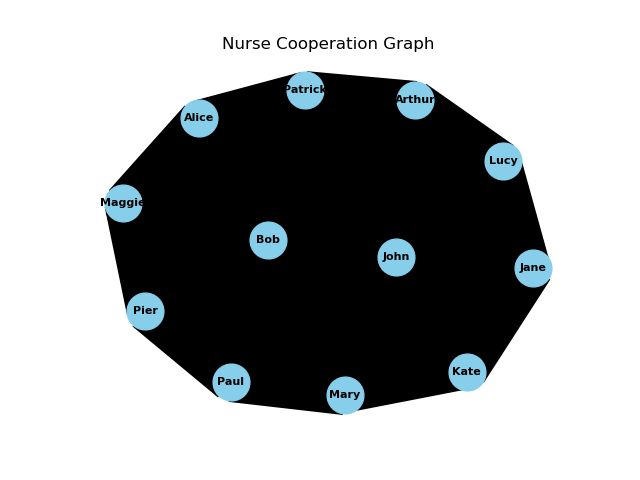 Nurse Cooperation Graph
Patrick
Arthur
Alice
Lucy
Maggie
Bob
John
Jane
Pier
Kate
Paul
Mary